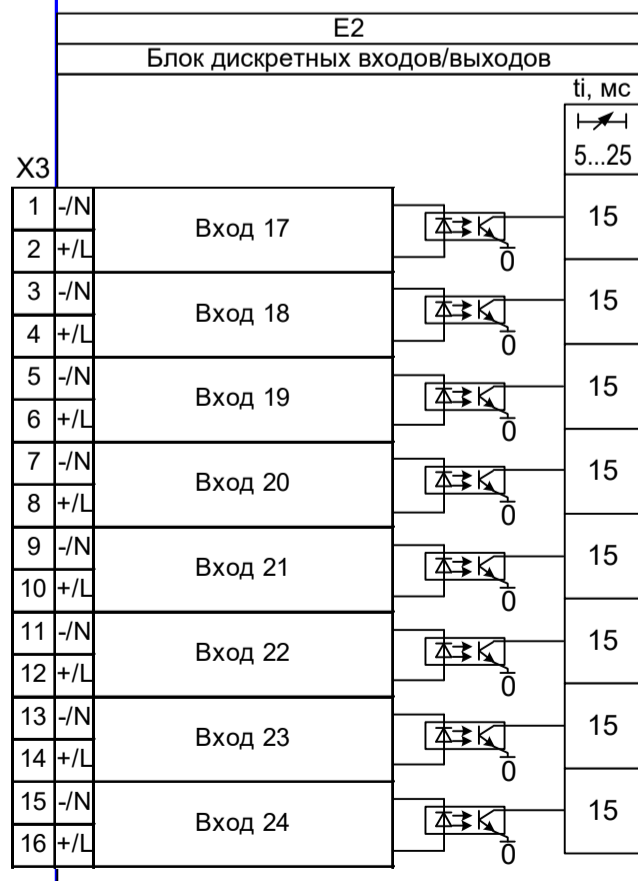 E2
Блок дискретных входов/выходов
ti, мс
5...25
X3
1 -/N Вход 17 0 15
2 +/L
3 -/N Вход 18 0 15
4 +/L
5 -/N Вход 19 0 15
6 +/L
7 -/N Вход 20 0 15
8 +/L
9 -/N Вход 21 0 15
10 +/L
11 -/N Вход 22 0 15
12 +/L
13 -/N Вход 23 0 15
14 +/L
15 -/N Вход 24 0 15
16 +/L